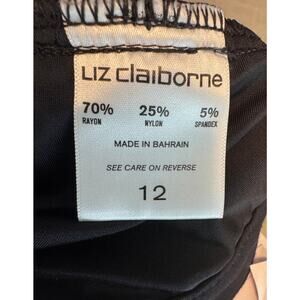 LIZ claiborne
70% 25% 5%
RAYON NYLON SPANDEX
MADE IN BAHRAIN
SEE CARE ON REVERSE
12